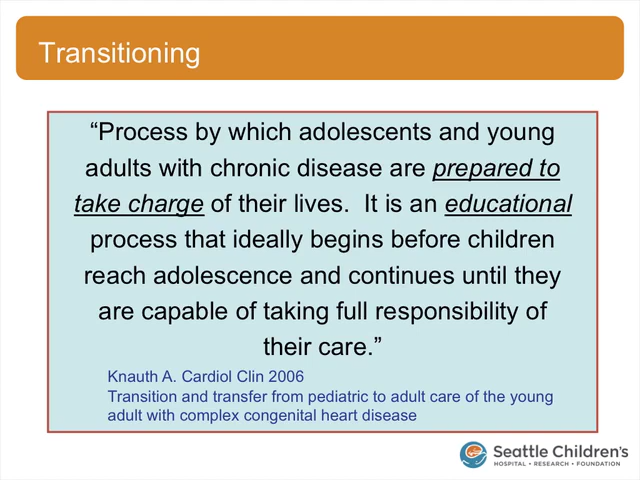 Transitioning
“Process by which adolescents and young
adults with chronic disease are prepared to
take charge of their lives.  It is an educational
process that ideally begins before children
reach adolescence and continues until they
are capable of taking full responsibility of
their care.”
Knauth A. Cardiol Clin 2006
Transition and transfer from pediatric to adult care of the young
adult with complex congenital heart disease
Seattle Children's
HOSPITAL • RESEARCH • FOUNDATION